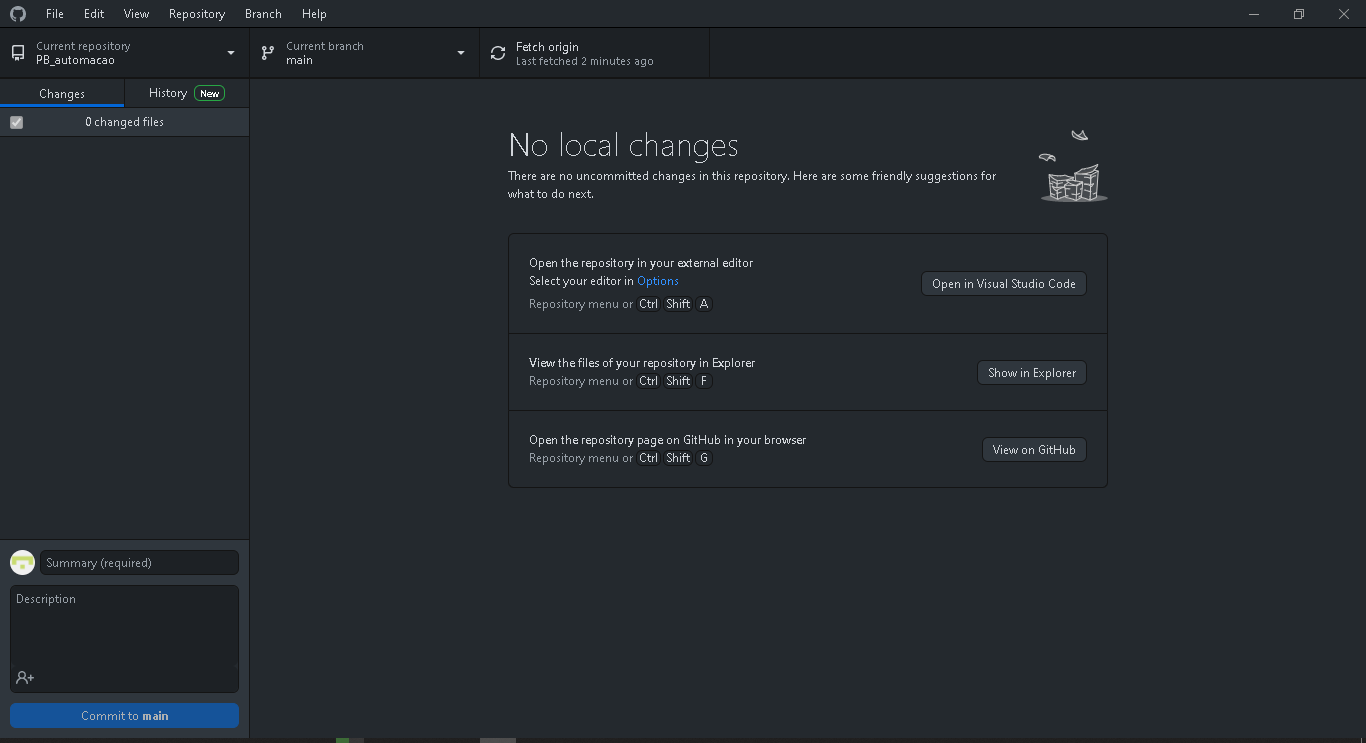 File Edit View Repository Branch Help
Current repository
PB_automacao
Current branch
main
Fetch origin
Last fetched 2 minutes ago
Changes
History New
0 changed files
No local changes
There are no uncommitted changes in this repository. Here are some friendly suggestions for
what to do next.
Open the repository in your external editor
Select your editor in Options
Repository menu or Ctrl Shift A
Open in Visual Studio Code
View the files of your repository in Explorer
Repository menu or Ctrl Shift F
Show in Explorer
Open the repository page on GitHub in your browser
Repository menu or Ctrl Shift G
View on GitHub
Summary (required)
Description
Commit to main